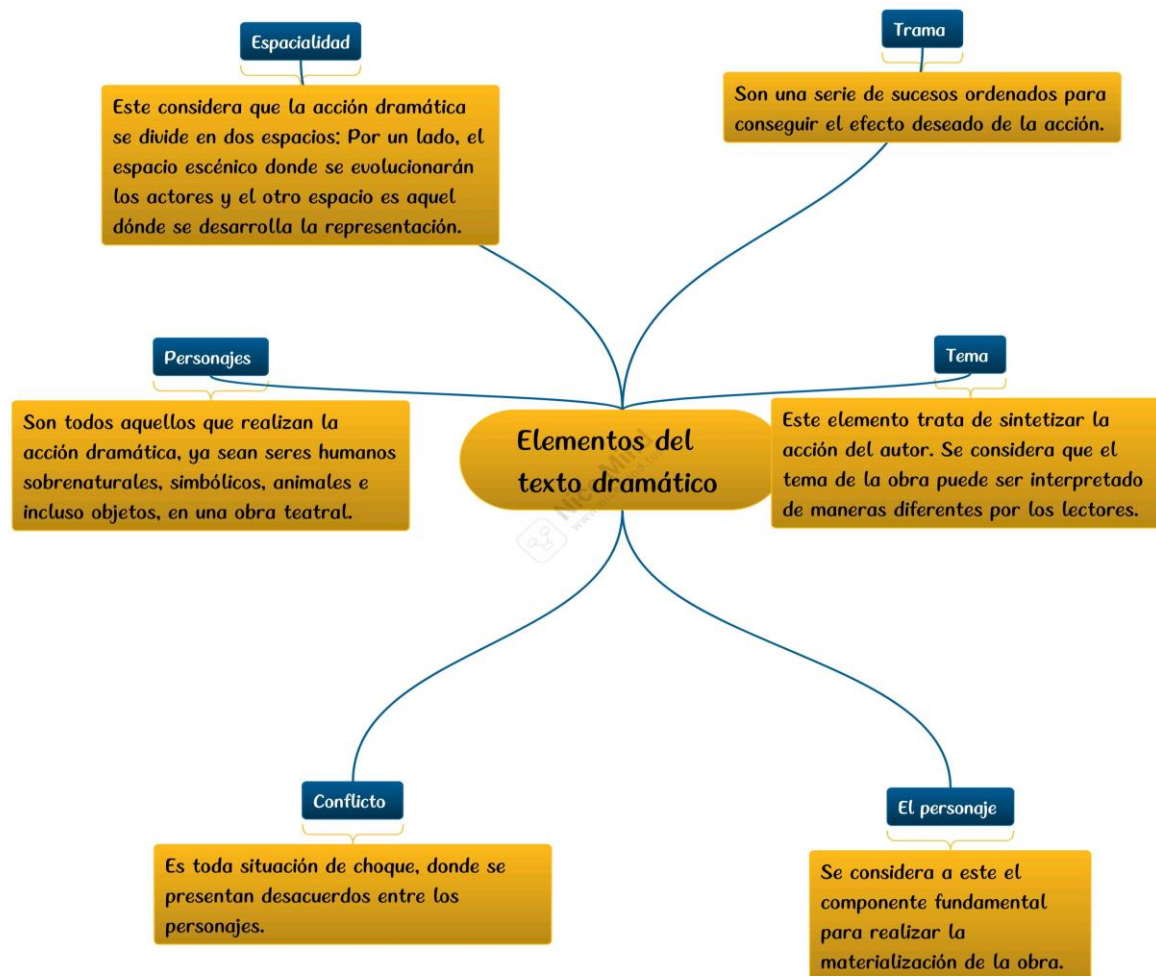 Espacialidad
Este considera que la acción dramática
se divide en dos espacios: Por un lado, el
espacio escénico donde se evolucionarán
los actores y el otro espacio es aquel
dónde se desarrolla la representación.
Trama
Son una serie de sucesos ordenados para
conseguir el efecto deseado de la acción.
Personajes
Son todos aquellos que realizan la
acción dramática, ya sean seres humanos
sobrenaturales, simbólicos, animales e
incluso objetos, en una obra teatral.
Elementos del
texto dramático
Tema
Este elemento trata de sintetizar la
acción del autor. Se considera que el
tema de la obra puede ser interpretado
de maneras diferentes por los lectores.
Conflicto
Es toda situación de choque, donde se
presentan desacuerdos entre los
personajes.
El personaje
Se considera a este el
componente fundamental
para realizar la
materialización de la obra.